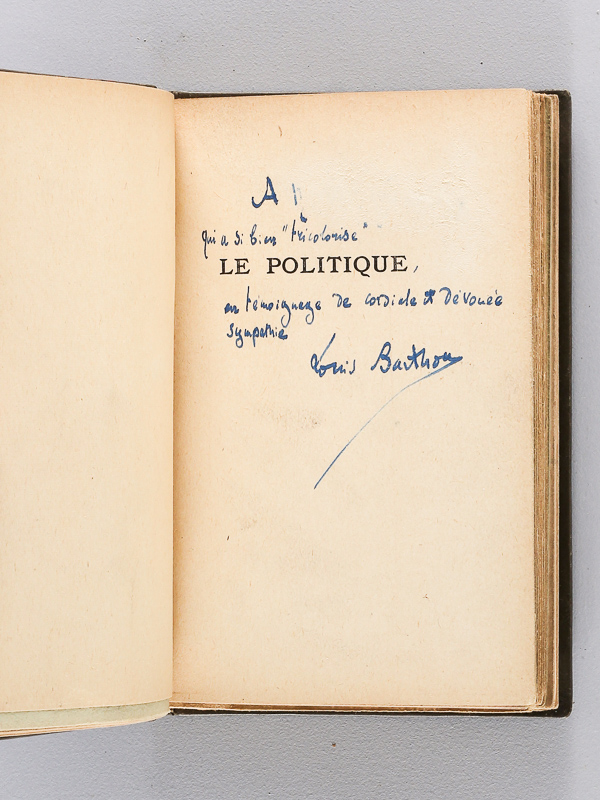 A
qui a si bien "tricolorisé"
LE POLITIQUE,
en témoignage de cordiale et dévouée
sympathie
Louis Barthou